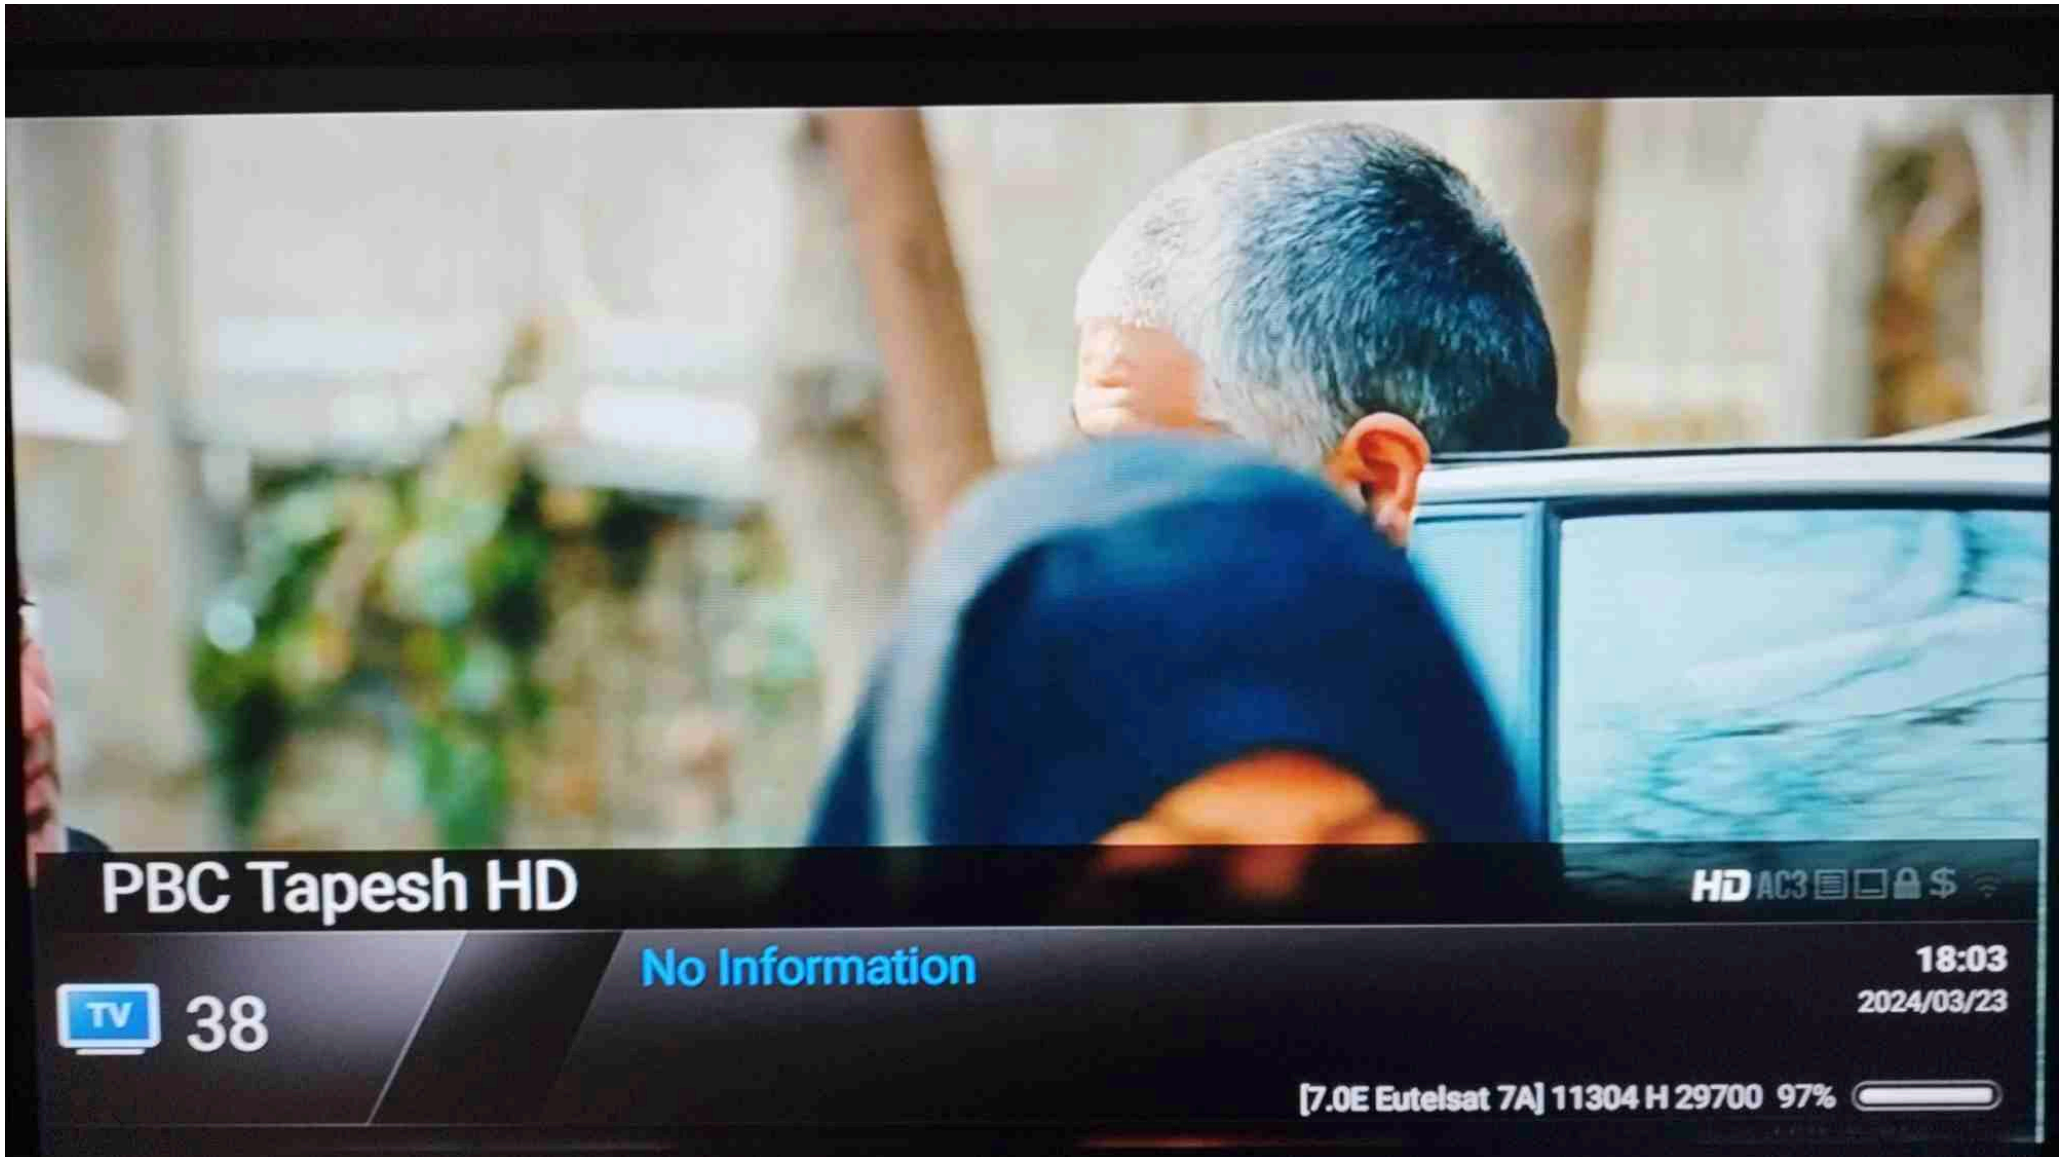 PBC Tapesh HD
HD AC3 $
TV 38
No Information
18:03
2024/03/23
[7.0E Eutelsat 7A] 11304 H 29700 97%